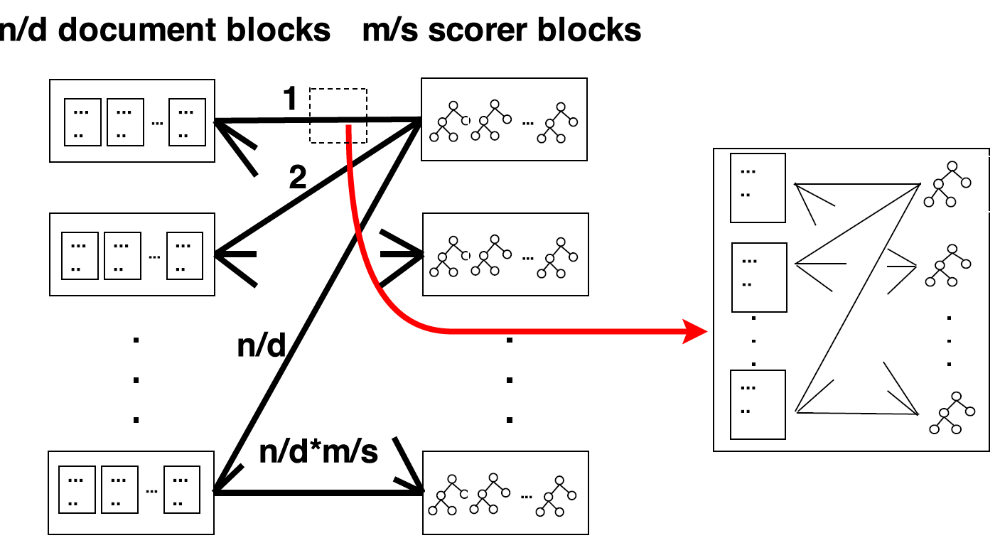 n/d document blocks m/s scorer blocks
1
2
n/d
n/d*m/s